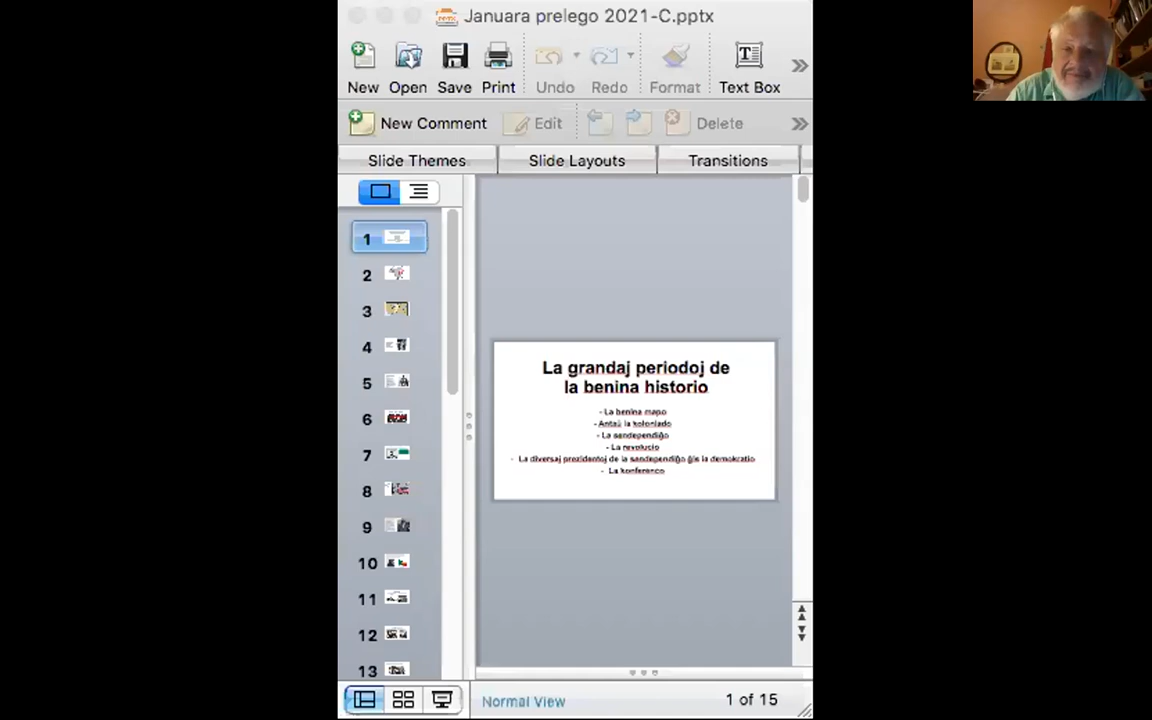 Januara prelego 2021-C.pptx
New Open Save Print Undo Redo Format Text Box
New Comment Edit Delete
Slide Themes Slide Layouts Transitions
1
2
3
4
5
6
7
8
9
10
11
12
13
La grandaj periodoj de
la benina historio
- La benina mapo
- Antaŭ la koloniado
- La sendependiĝo
- La revolucio
- La diversaj prezidentoj de la sendependiĝo ĝis la demokratio
- La konferenco
Normal View 1 of 15